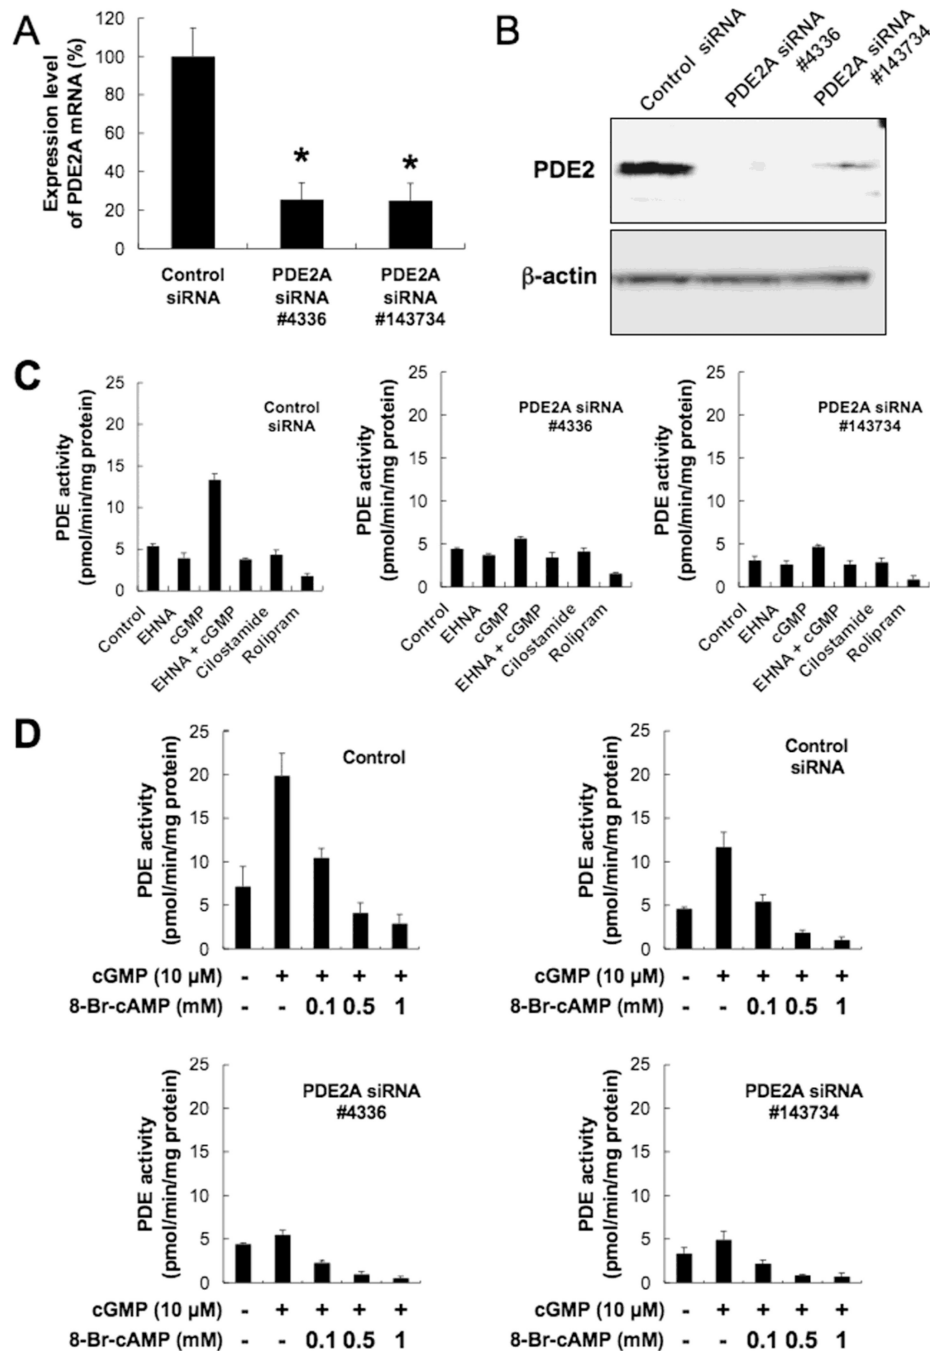 A
Expression level
of PDE2A mRNA (%)
120
100
80
60
40
20
0
*
*
Control
siRNA
PDE2A
siRNA
#4336
PDE2A
siRNA
#143734
B
Control siRNA
PDE2A siRNA
#4336
PDE2A siRNA
#143734
PDE2
β-actin
C
PDE activity
(pmol/min/mg protein)
25
20
15
10
5
0
Control
siRNA
Control
EHNA
cGMP
EHNA + cGMP
Cilostamide
Rolipram
PDE activity
(pmol/min/mg protein)
25
20
15
10
5
0
PDE2A siRNA
#4336
Control
EHNA
cGMP
EHNA + cGMP
Cilostamide
Rolipram
PDE activity
(pmol/min/mg protein)
25
20
15
10
5
0
PDE2A siRNA
#143734
Control
EHNA
cGMP
EHNA + cGMP
Cilostamide
Rolipram
D
PDE activity
(pmol/min/mg protein)
25
20
15
10
5
0
Control
cGMP (10 µM) - + + + +
8-Br-cAMP (mM) - - 0.1 0.5 1
PDE activity
(pmol/min/mg protein)
25
20
15
10
5
0
Control
siRNA
cGMP (10 µM) - + + + +
8-Br-cAMP (mM) - - 0.1 0.5 1
PDE activity
(pmol/min/mg protein)
25
20
15
10
5
0
PDE2A siRNA
#4336
cGMP (10 µM) - + + + +
8-Br-cAMP (mM) - - 0.1 0.5 1
PDE activity
(pmol/min/mg protein)
25
20
15
10
5
0
PDE2A siRNA
#143734
cGMP (10 µM) - + + + +
8-Br-cAMP (mM) - - 0.1 0.5 1